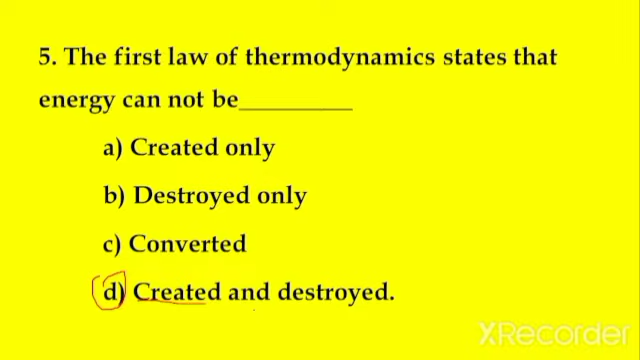 5. The first law of thermodynamics states that
energy can not be__________
a) Created only
b) Destroyed only
c) Converted
d) Created and destroyed.
XRecorder